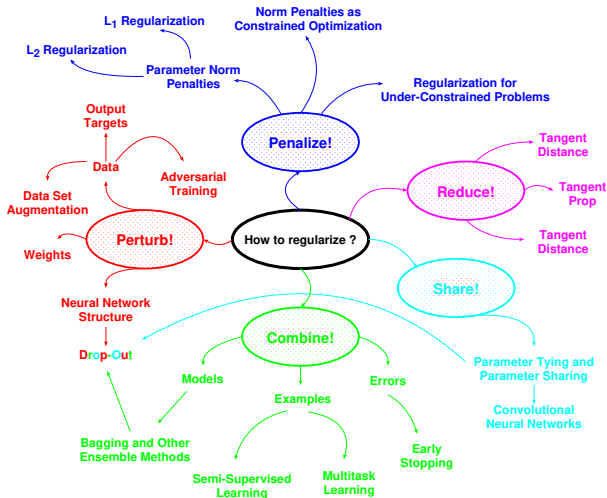 Norm Penalties as
Constrained Optimization
L1 Regularization
L2 Regularization
Parameter Norm
Penalties
Regularization for
Under-Constrained Problems
Output
Targets
Penalize!
Tangent
Distance
Data
Adversarial
Training
Reduce!
Tangent
Prop
Data Set
Augmentation
Perturb!
How to regularize ?
Tangent
Distance
Weights
Share!
Neural Network
Structure
Combine!
Drop-Out
Parameter Tying and
Parameter Sharing
Models
Errors
Examples
Convolutional
Neural Networks
Bagging and Other
Ensemble Methods
Early
Stopping
Semi-Supervised
Learning
Multitask
Learning